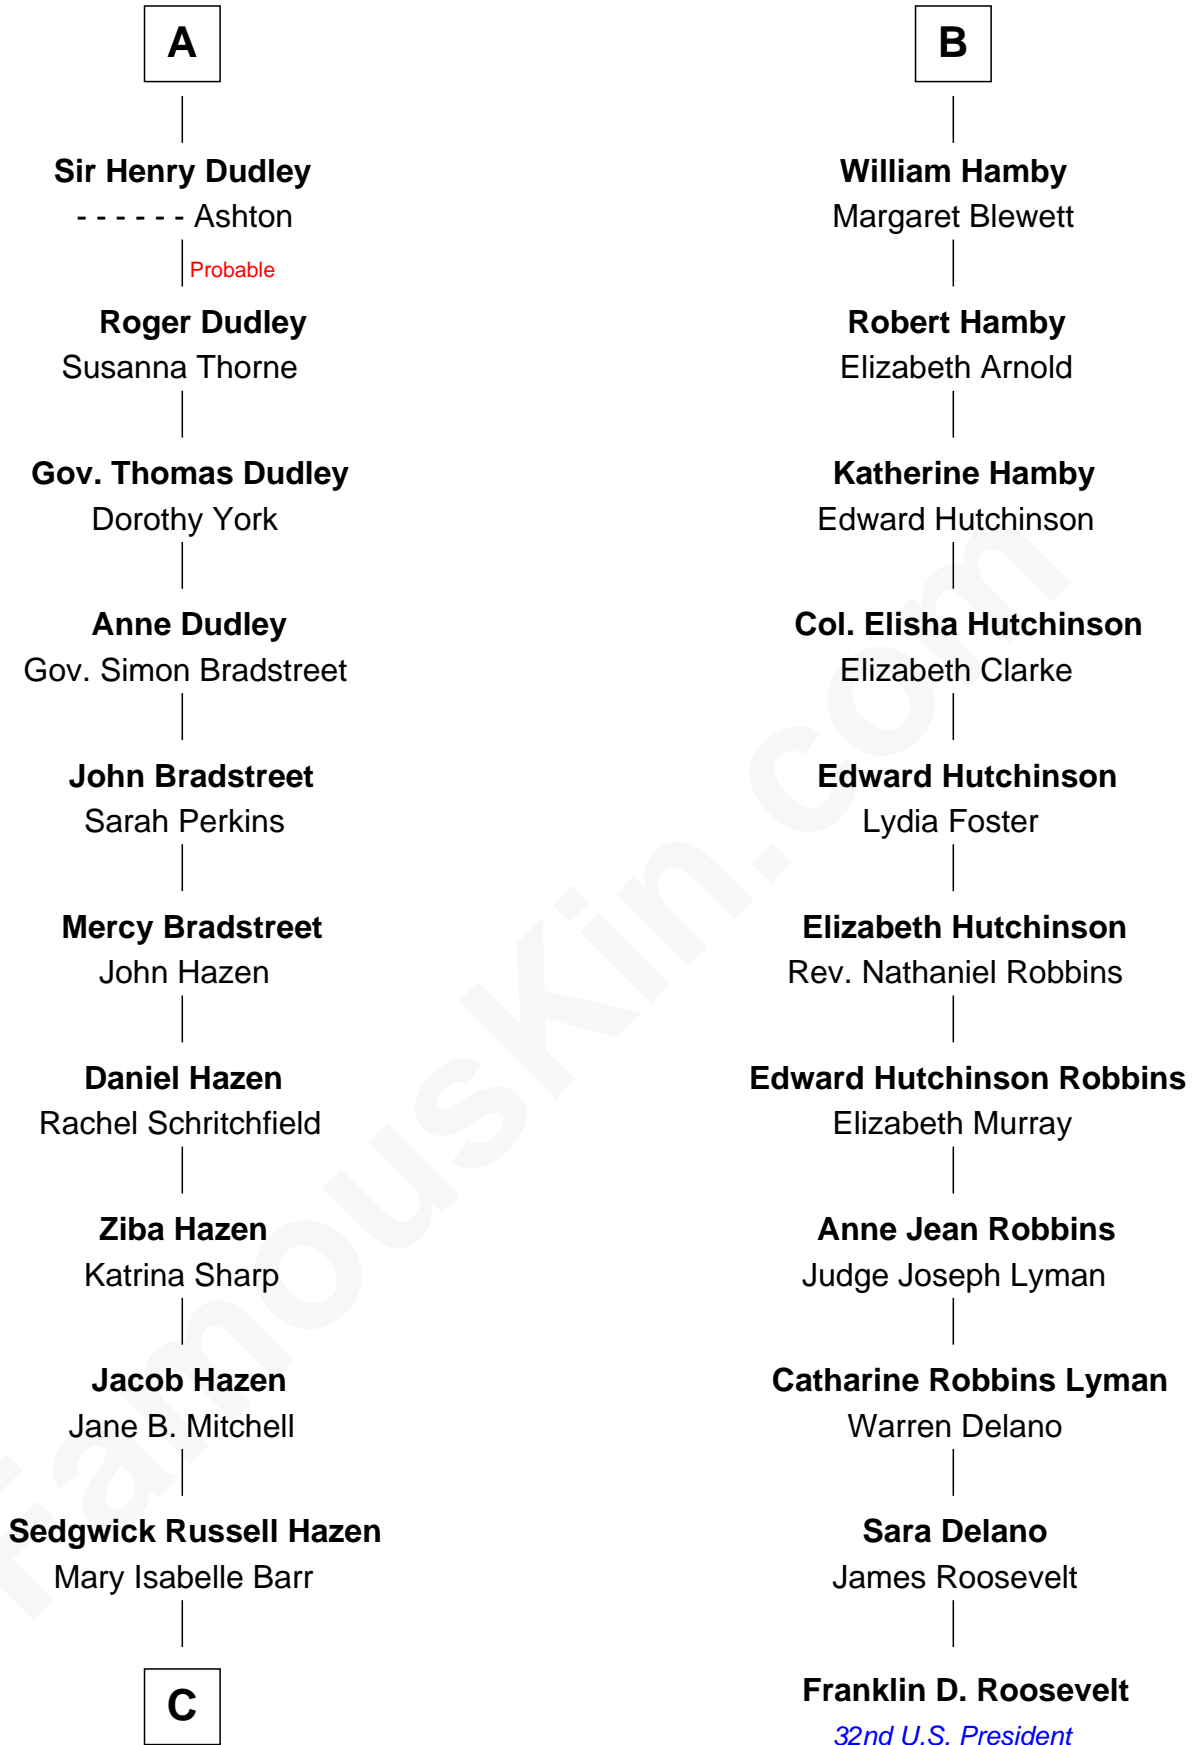 A
Sir Henry Dudley
- - - - - - Ashton
Probable
Roger Dudley
Susanna Thorne
Gov. Thomas Dudley
Dorothy York
Anne Dudley
Gov. Simon Bradstreet
John Bradstreet
Sarah Perkins
Mercy Bradstreet
John Hazen
Daniel Hazen
Rachel Schritchfield
Ziba Hazen
Katrina Sharp
Jacob Hazen
Jane B. Mitchell
Sedgwick Russell Hazen
Mary Isabelle Barr
C
B
William Hamby
Margaret Blewett
Robert Hamby
Elizabeth Arnold
Katherine Hamby
Edward Hutchinson
Col. Elisha Hutchinson
Elizabeth Clarke
Edward Hutchinson
Lydia Foster
Elizabeth Hutchinson
Rev. Nathaniel Robbins
Edward Hutchinson Robbins
Elizabeth Murray
Anne Jean Robbins
Judge Joseph Lyman
Catharine Robbins Lyman
Warren Delano
Sara Delano
James Roosevelt
Franklin D. Roosevelt
32nd U.S. President
FamousKin.com